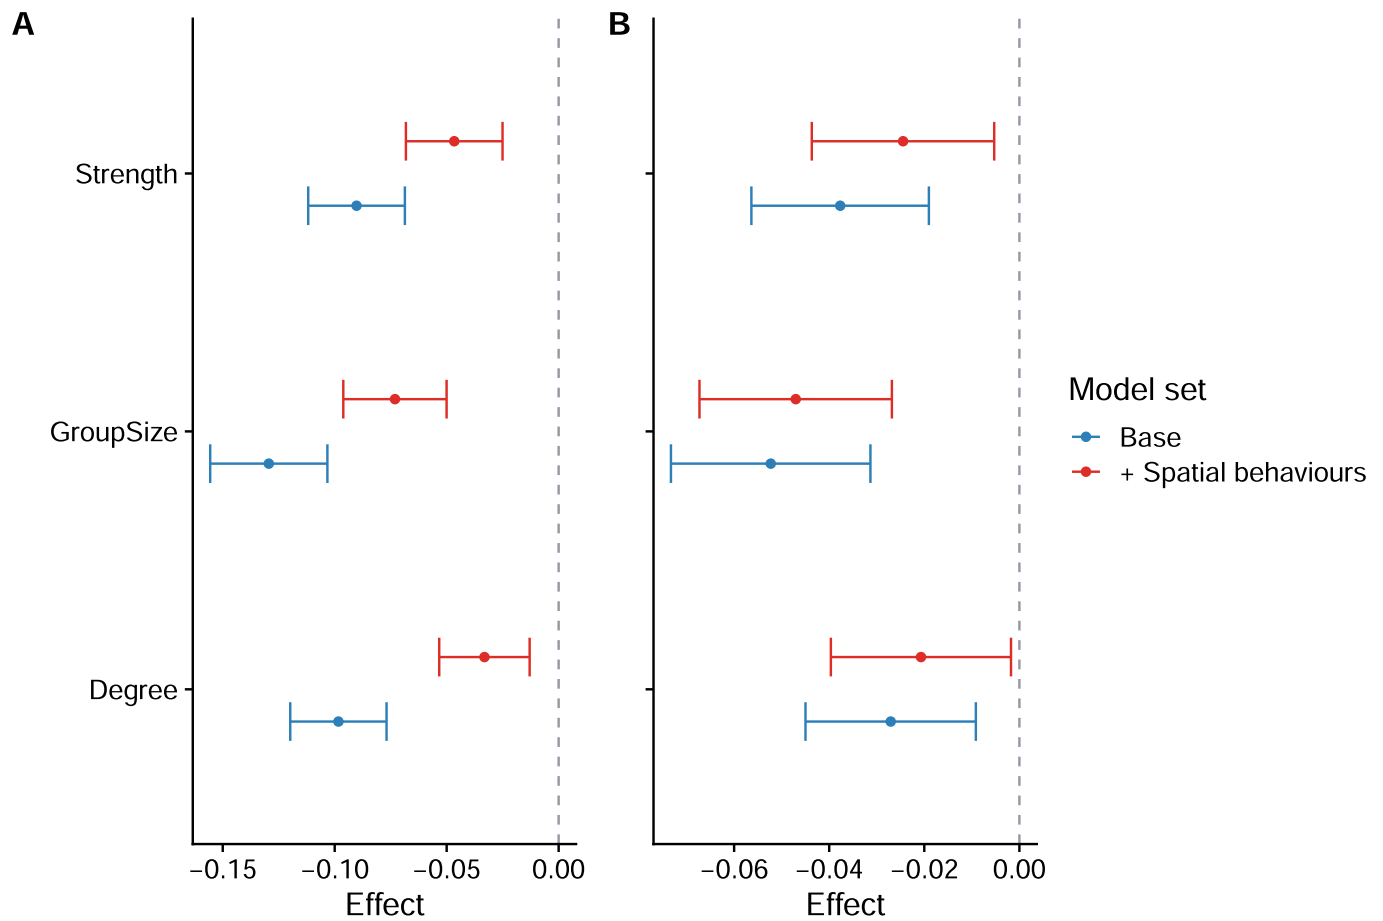 A
B
Strength
GroupSize
Degree
−0.15
−0.10
−0.05
0.00
−0.06
−0.04
−0.02
0.00
Effect
Effect
Model set
Base
+ Spatial behaviours